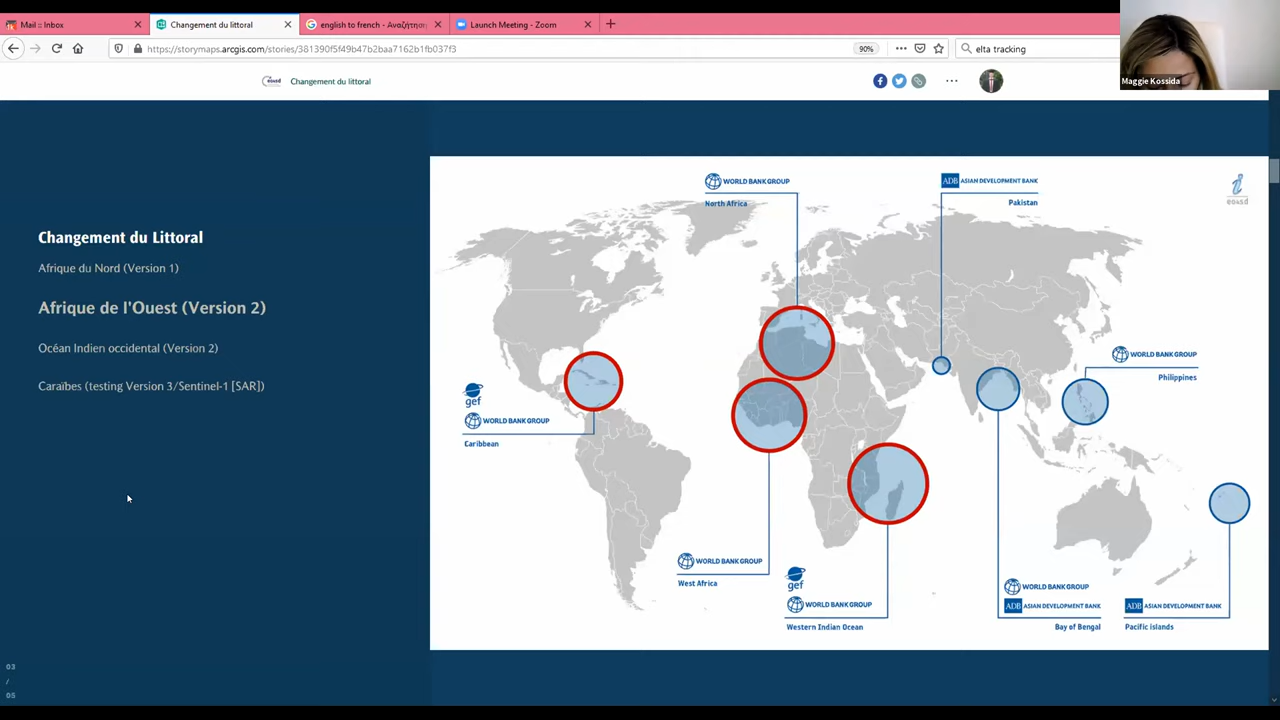 Mail :: Inbox
Changement du littoral
english to french - Αναζήτηση
Launch Meeting - Zoom
https://storymaps.arcgis.com/stories/381390f5f49b47b2baa7162b1fb037f3
90%
elta tracking
Maggie Kossida
eo4sd
Changement du littoral
Changement du Littoral
Afrique du Nord (Version 1)
Afrique de l'Ouest (Version 2)
Océan Indien occidental (Version 2)
Caraïbes (testing Version 3/Sentinel-1 [SAR])
03
/
05
WORLD BANK GROUP
North Africa
ADB ASIAN DEVELOPMENT BANK
Pakistan
eo4sd
WORLD BANK GROUP
Philippines
gef
WORLD BANK GROUP
Caribbean
WORLD BANK GROUP
West Africa
gef
WORLD BANK GROUP
Western Indian Ocean
WORLD BANK GROUP
ADB ASIAN DEVELOPMENT BANK
Bay of Bengal
ADB ASIAN DEVELOPMENT BANK
Pacific islands